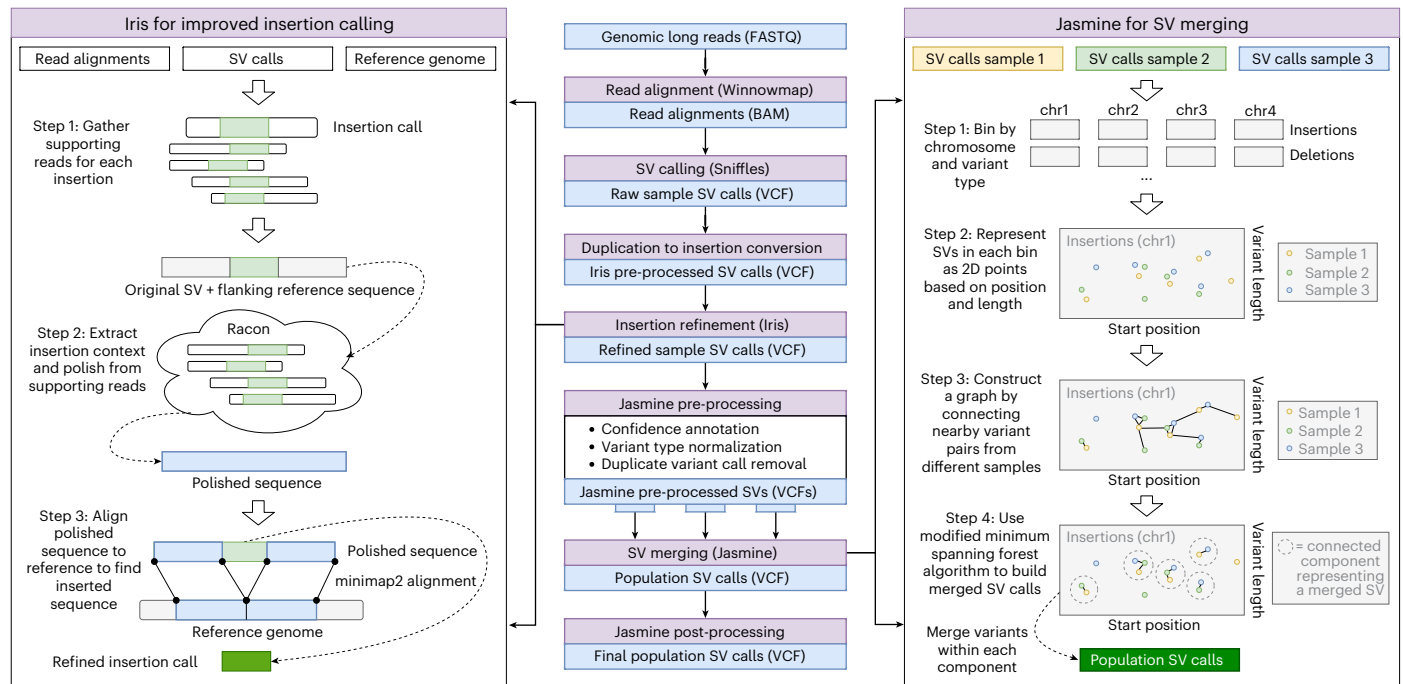 Iris for improved insertion calling
Read alignments
SV calls
Reference genome
Step 1: Gather
supporting
reads for each
insertion
Insertion call
Original SV + flanking reference sequence
Step 2: Extract
insertion context
and polish from
supporting reads
Racon
Polished sequence
Step 3: Align
polished
sequence to
reference to find
inserted
sequence
Polished sequence
minimap2 alignment
Reference genome
Refined insertion call
Genomic long reads (FASTQ)
Read alignment (Winnowmap)
Read alignments (BAM)
SV calling (Sniffles)
Raw sample SV calls (VCF)
Duplication to insertion conversion
Iris pre-processed SV calls (VCF)
Insertion refinement (Iris)
Refined sample SV calls (VCF)
Jasmine pre-processing
• Confidence annotation
• Variant type normalization
• Duplicate variant call removal
Jasmine pre-processed SVs (VCFs)
SV merging (Jasmine)
Population SV calls (VCF)
Jasmine post-processing
Final population SV calls (VCF)
Jasmine for SV merging
SV calls sample 1
SV calls sample 2
SV calls sample 3
Step 1: Bin by
chromosome
and variant
type
chr1
chr2
chr3
chr4
Insertions
Deletions
...
Step 2: Represent
SVs in each bin
as 2D points
based on position
and length
Insertions (chr1)
Variant length
Start position
Sample 1
Sample 2
Sample 3
Step 3: Construct
a graph by
connecting
nearby variant
pairs from
different samples
Insertions (chr1)
Variant length
Start position
Sample 1
Sample 2
Sample 3
Step 4: Use
modified minimum
spanning forest
algorithm to build
merged SV calls
Insertions (chr1)
Variant length
Start position
= connected
component
representing
a merged SV
Merge variants
within each
component
Population SV calls